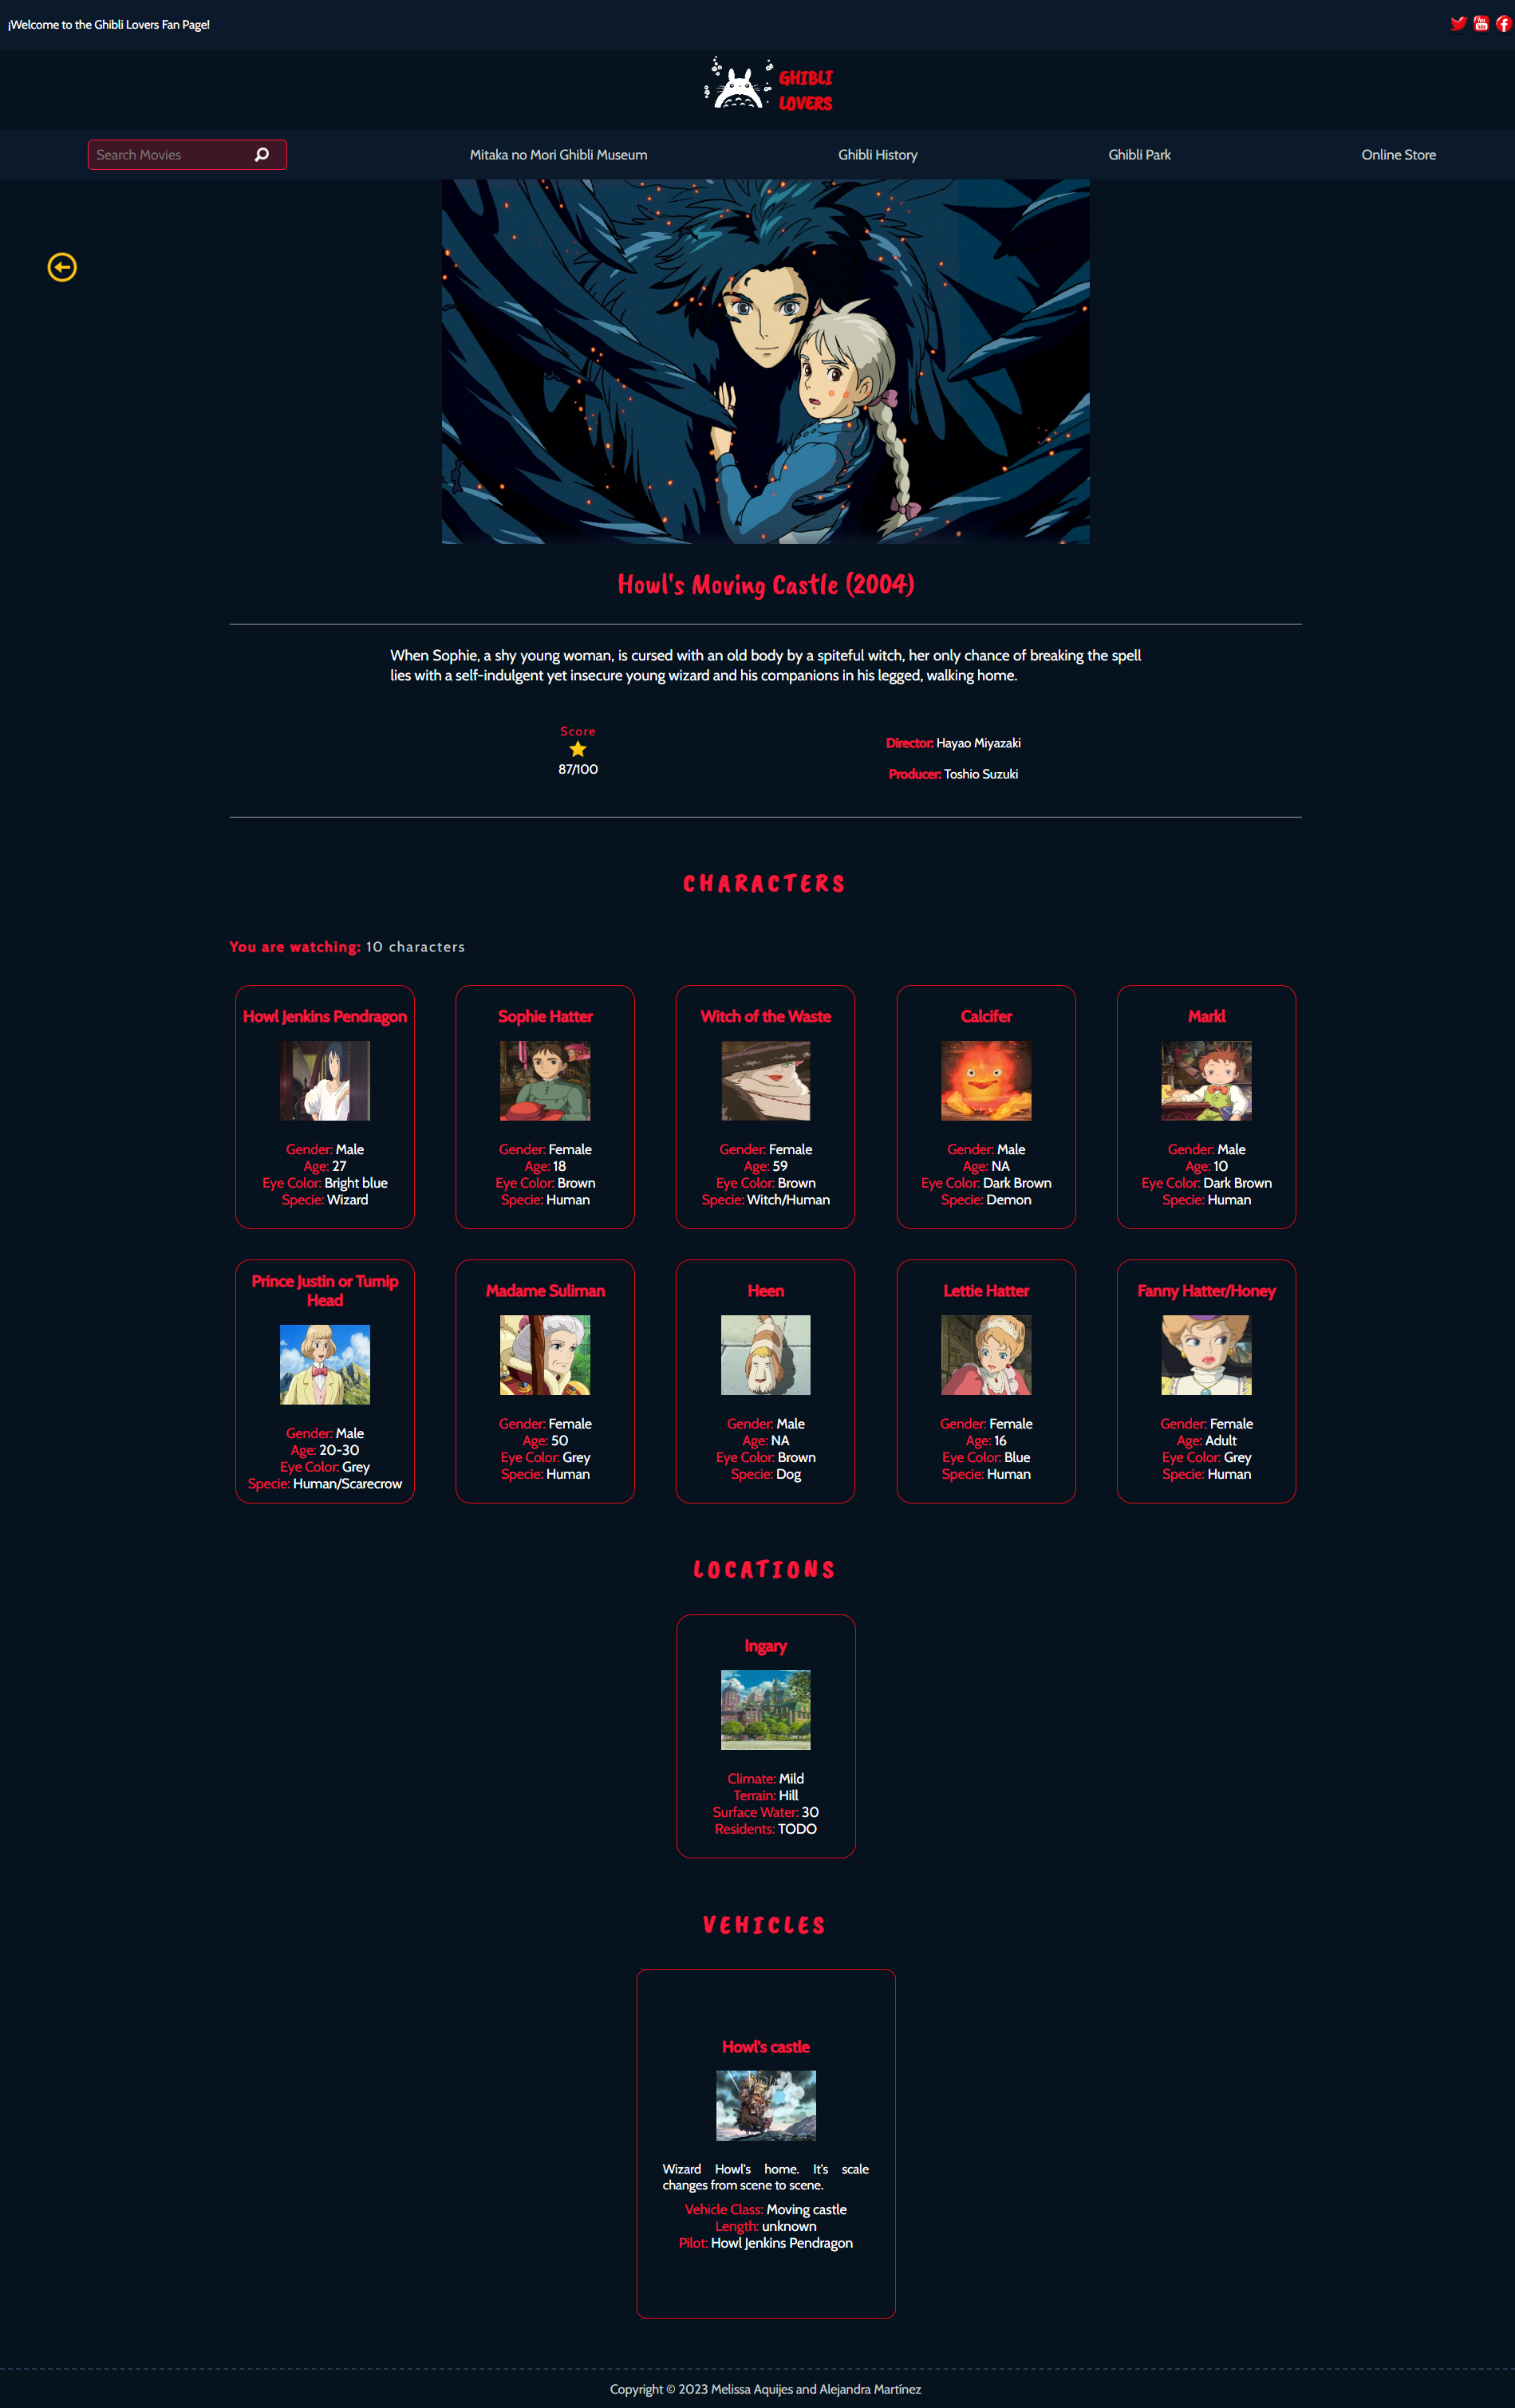 ¡Welcome to the Ghibli Lovers Fan Page!
GHIBLI
LOVERS
Search Movies
Mitaka no Mori Ghibli Museum
Ghibli History
Ghibli Park
Online Store
Howl's Moving Castle (2004)
When Sophie, a shy young woman, is cursed with an old body by a spiteful witch, her only chance of breaking the spell
lies with a self-indulgent yet insecure young wizard and his companions in his legged, walking home.
Score
87/100
Director: Hayao Miyazaki
Producer: Toshio Suzuki
CHARACTERS
You are watching: 10 characters
Howl Jenkins Pendragon
Gender: Male
Age: 27
Eye Color: Bright blue
Specie: Wizard
Sophie Hatter
Gender: Female
Age: 18
Eye Color: Brown
Specie: Human
Witch of the Waste
Gender: Female
Age: 59
Eye Color: Brown
Specie: Witch/Human
Calcifer
Gender: Male
Age: NA
Eye Color: Dark Brown
Specie: Demon
Markl
Gender: Male
Age: 10
Eye Color: Dark Brown
Specie: Human
Prince Justin or Turnip
Head
Gender: Male
Age: 20-30
Eye Color: Grey
Specie: Human/Scarecrow
Madame Suliman
Gender: Female
Age: 50
Eye Color: Grey
Specie: Human
Heen
Gender: Male
Age: NA
Eye Color: Brown
Specie: Dog
Lettie Hatter
Gender: Female
Age: 16
Eye Color: Blue
Specie: Human
Fanny Hatter/Honey
Gender: Female
Age: Adult
Eye Color: Grey
Specie: Human
LOCATIONS
Ingary
Climate: Mild
Terrain: Hill
Surface Water: 30
Residents: TODO
VEHICLES
Howl's castle
Wizard Howl's home. It's scale
changes from scene to scene.
Vehicle Class: Moving castle
Length: unknown
Pilot: Howl Jenkins Pendragon
Copyright © 2023 Melissa Aquijes and Alejandra Martínez